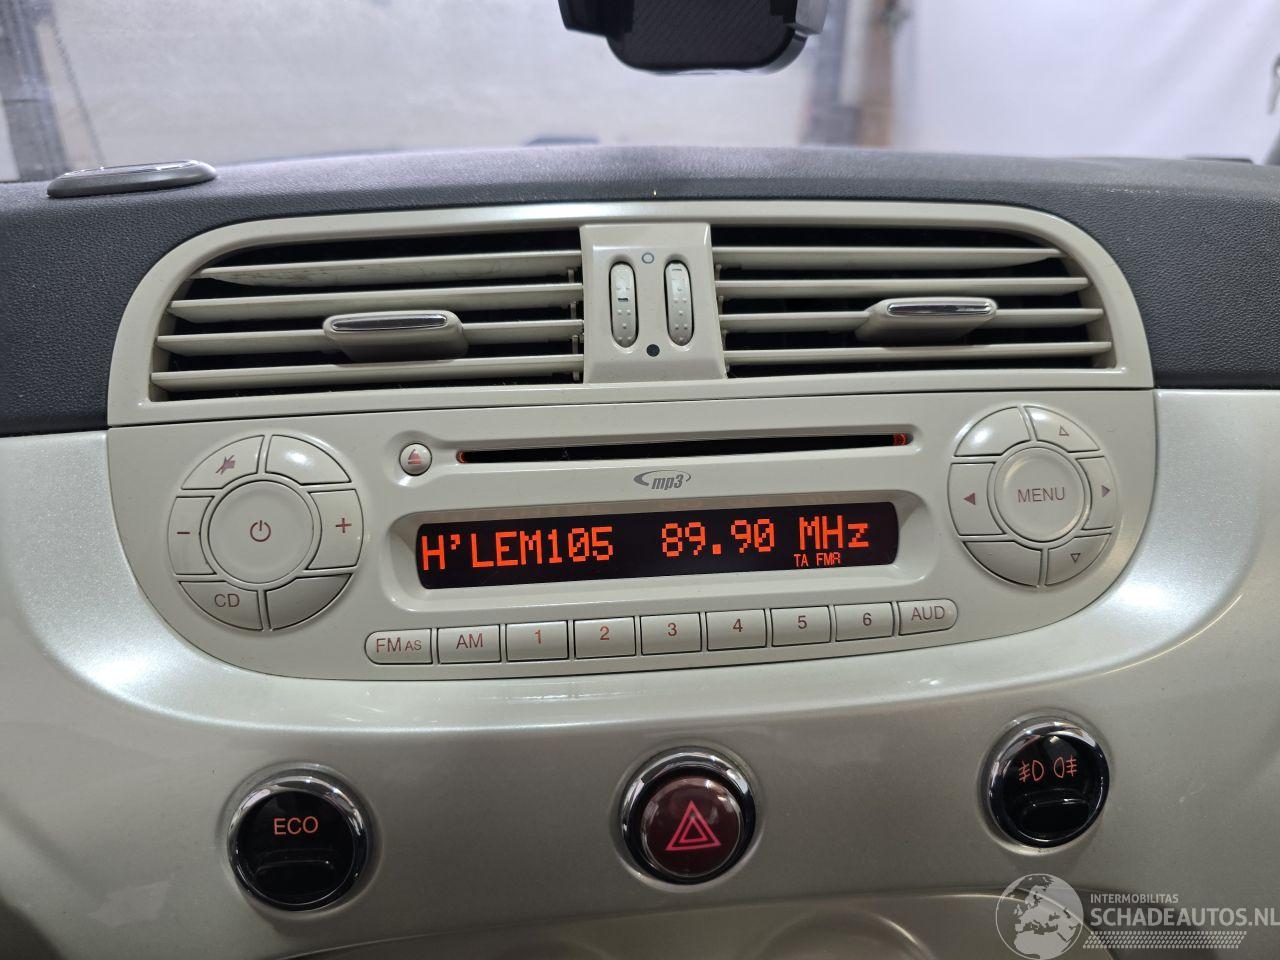 mp3
H'LEM105 89.90 MHz
TA FMA
MENU
CD
FM AS AM 1 2 3 4 5 6 AUD
ECO
INTERMOBILITAS
SCHADEAUTOS.NL